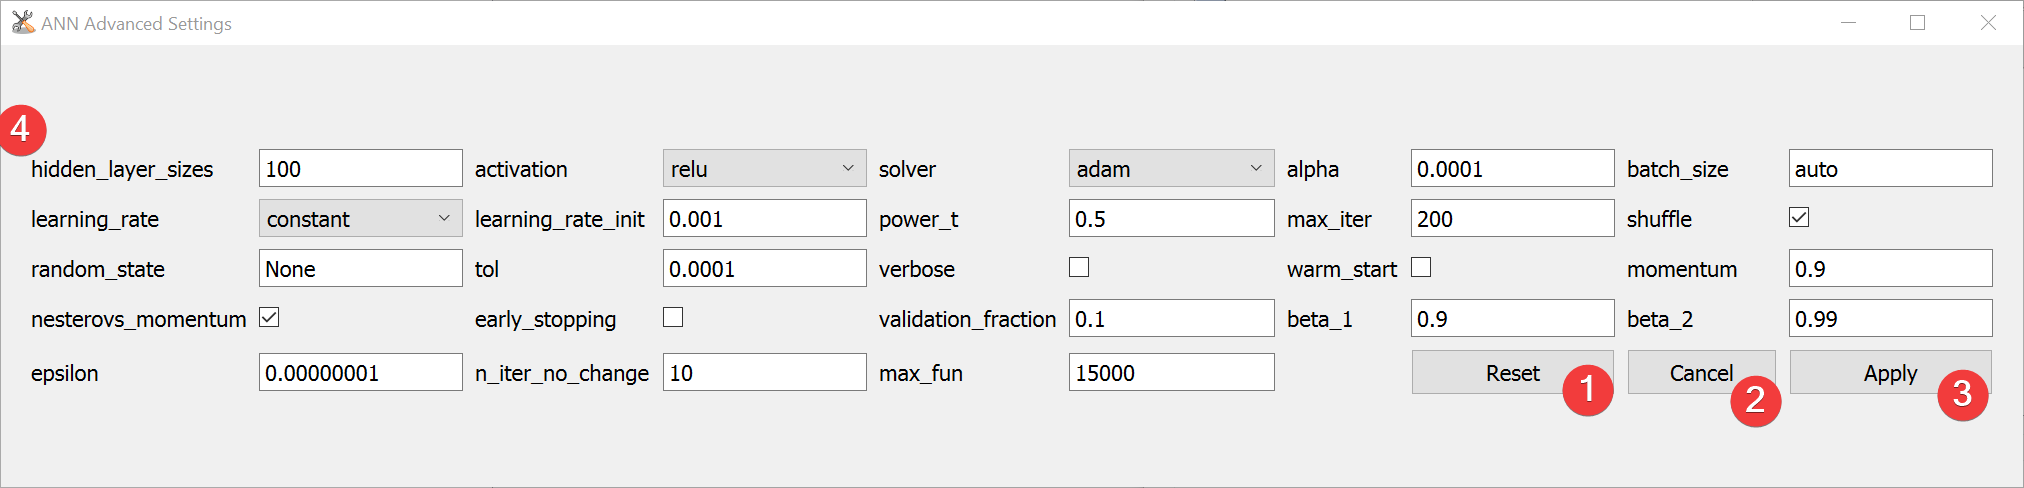 ANN Advanced Settings
4
hidden_layer_sizes 100 activation relu solver adam alpha 0.0001 batch_size auto
learning_rate constant learning_rate_init 0.001 power_t 0.5 max_iter 200 shuffle
random_state None tol 0.0001 verbose warm_start momentum 0.9
nesterovs_momentum early_stopping validation_fraction 0.1 beta_1 0.9 beta_2 0.99
epsilon 0.00000001 n_iter_no_change 10 max_fun 15000 Reset Cancel Apply
1 2 3